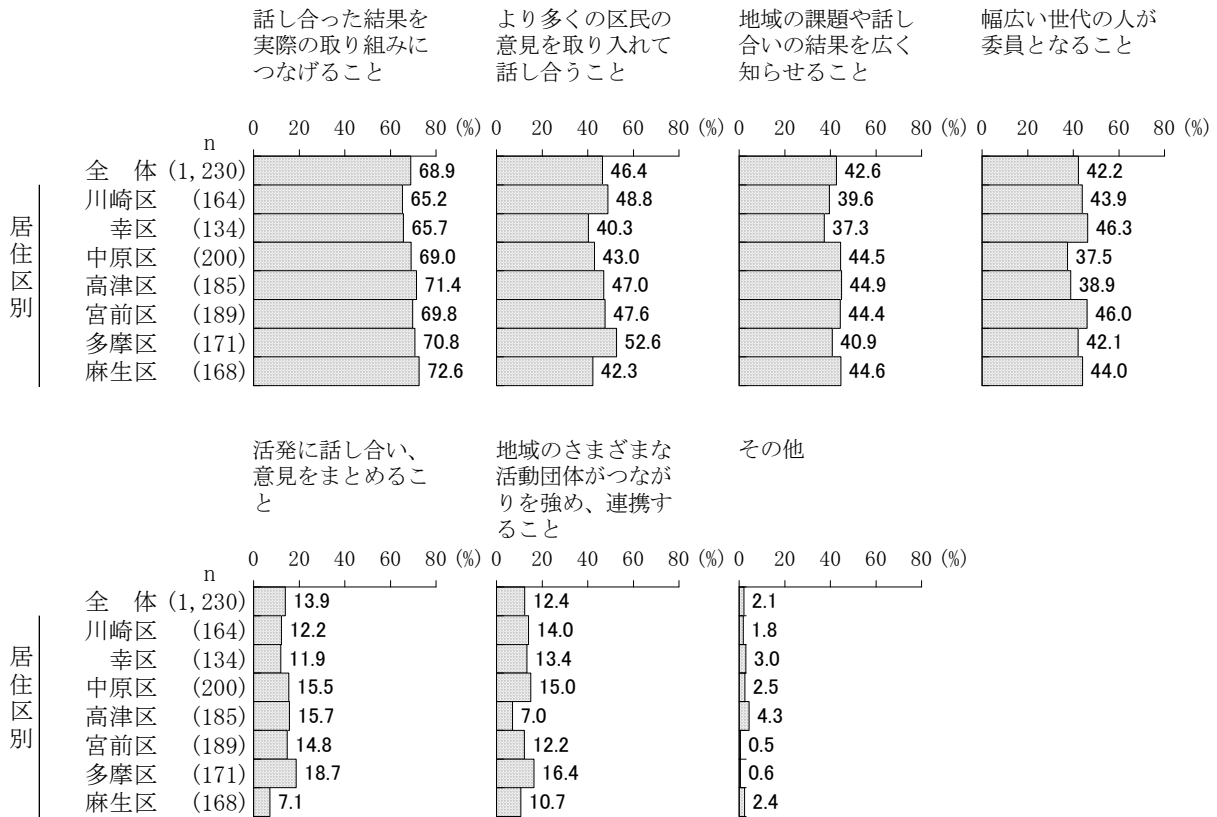 話し合った結果を
実際の取り組みに
つなげること
より多くの区民の
意見を取り入れて
話し合うこと
地域の課題や話し
合いの結果を広く
知らせること
幅広い世代の人が
委員となること
0 20 40 60 80 (%) 0 20 40 60 80 (%) 0 20 40 60 80 (%) 0 20 40 60 80 (%)
n
居住区別
全 体 (1,230) 68.9 46.4 42.6 42.2
川崎区 (164) 65.2 48.8 39.6 43.9
幸区 (134) 65.7 40.3 37.3 46.3
中原区 (200) 69.0 43.0 44.5 37.5
高津区 (185) 71.4 47.0 44.9 38.9
宮前区 (189) 69.8 47.6 44.4 46.0
多摩区 (171) 70.8 52.6 40.9 42.1
麻生区 (168) 72.6 42.3 44.6 44.0
活発に話し合い、
意見をまとめるこ
と
地域のさまざまな
活動団体がつなが
りを強め、連携す
ること
その他
0 20 40 60 80 (%) 0 20 40 60 80 (%) 0 20 40 60 80 (%)
n
居住区別
全 体 (1,230) 13.9 12.4 2.1
川崎区 (164) 12.2 14.0 1.8
幸区 (134) 11.9 13.4 3.0
中原区 (200) 15.5 15.0 2.5
高津区 (185) 15.7 7.0 4.3
宮前区 (189) 14.8 12.2 0.5
多摩区 (171) 18.7 16.4 0.6
麻生区 (168) 7.1 10.7 2.4